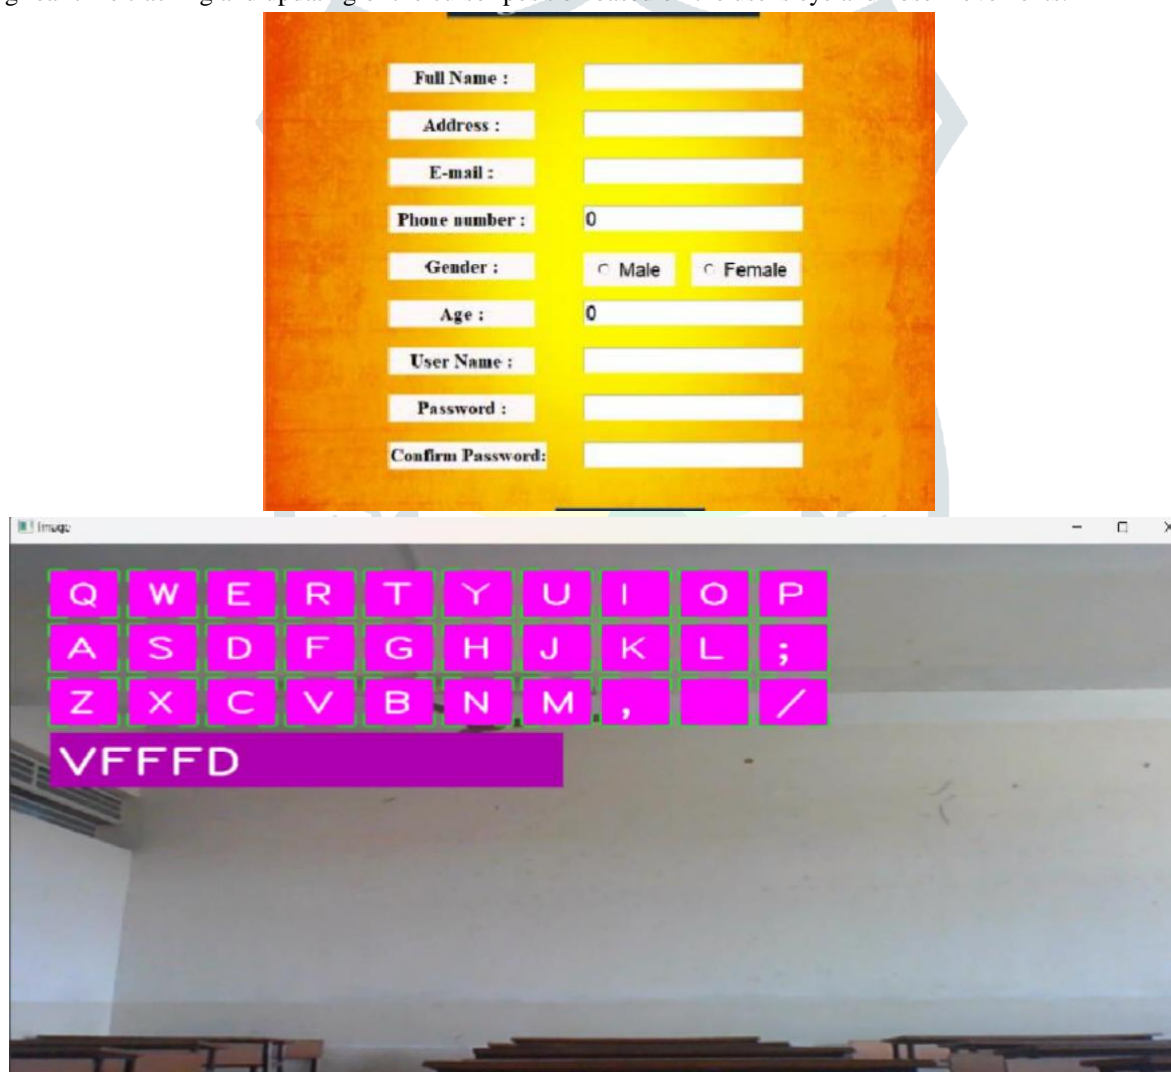 Full Name :
Address :
E-mail :
Phone number : 0
Gender : Male Female
Age : 0
User Name :
Password :
Confirm Password:
Image
Q W E R T Y U I O P
A S D F G H J K L ;
Z X C V B N M , /
VFFFD